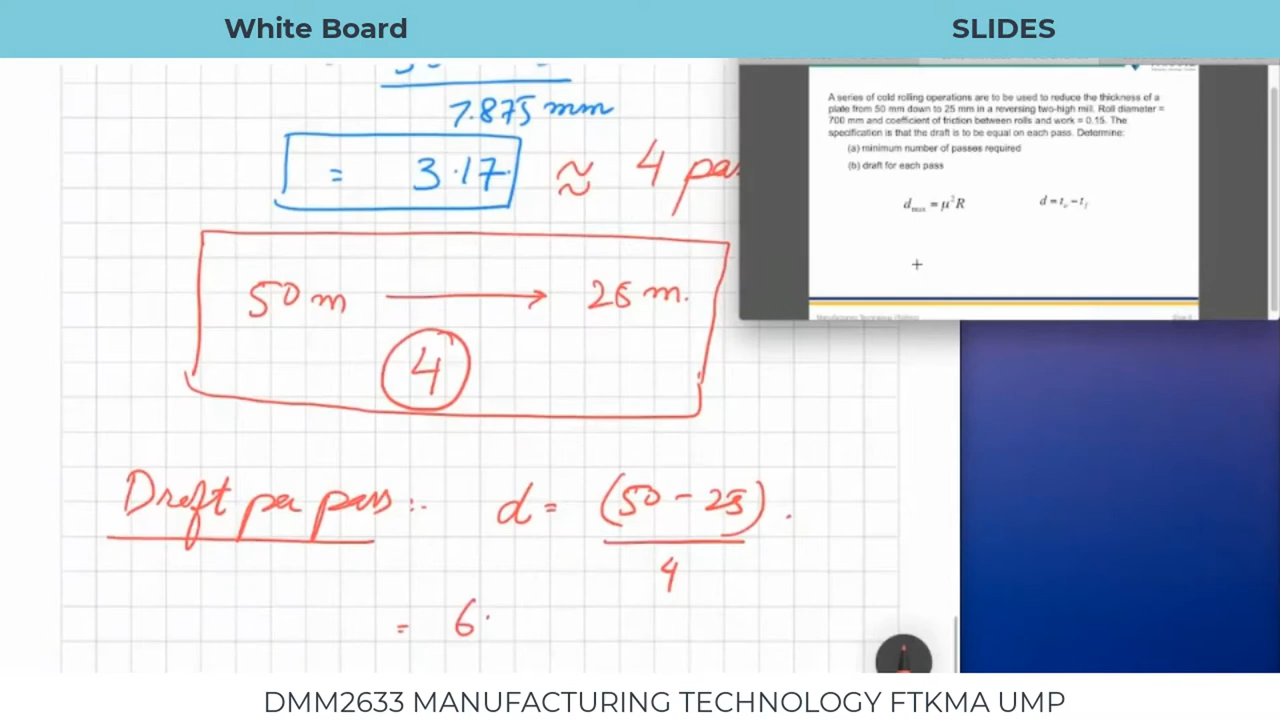 White Board
SLIDES
7.875 mm
= 3.17 ≈ 4 pas
50 m → 25 m.
4
Draft per pass :- d = (50 - 25) .
4
= 6.
A series of cold rolling operations are to be used to reduce the thickness of a
plate from 50 mm down to 25 mm in a reversing two-high mill. Roll diameter =
700 mm and coefficient of friction between rolls and work = 0.15. The
specification is that the draft is to be equal on each pass. Determine:
(a) minimum number of passes required
(b) draft for each pass
d_max = μ²R d = t_o - t_f
DMM2633 MANUFACTURING TECHNOLOGY FTKMA UMP